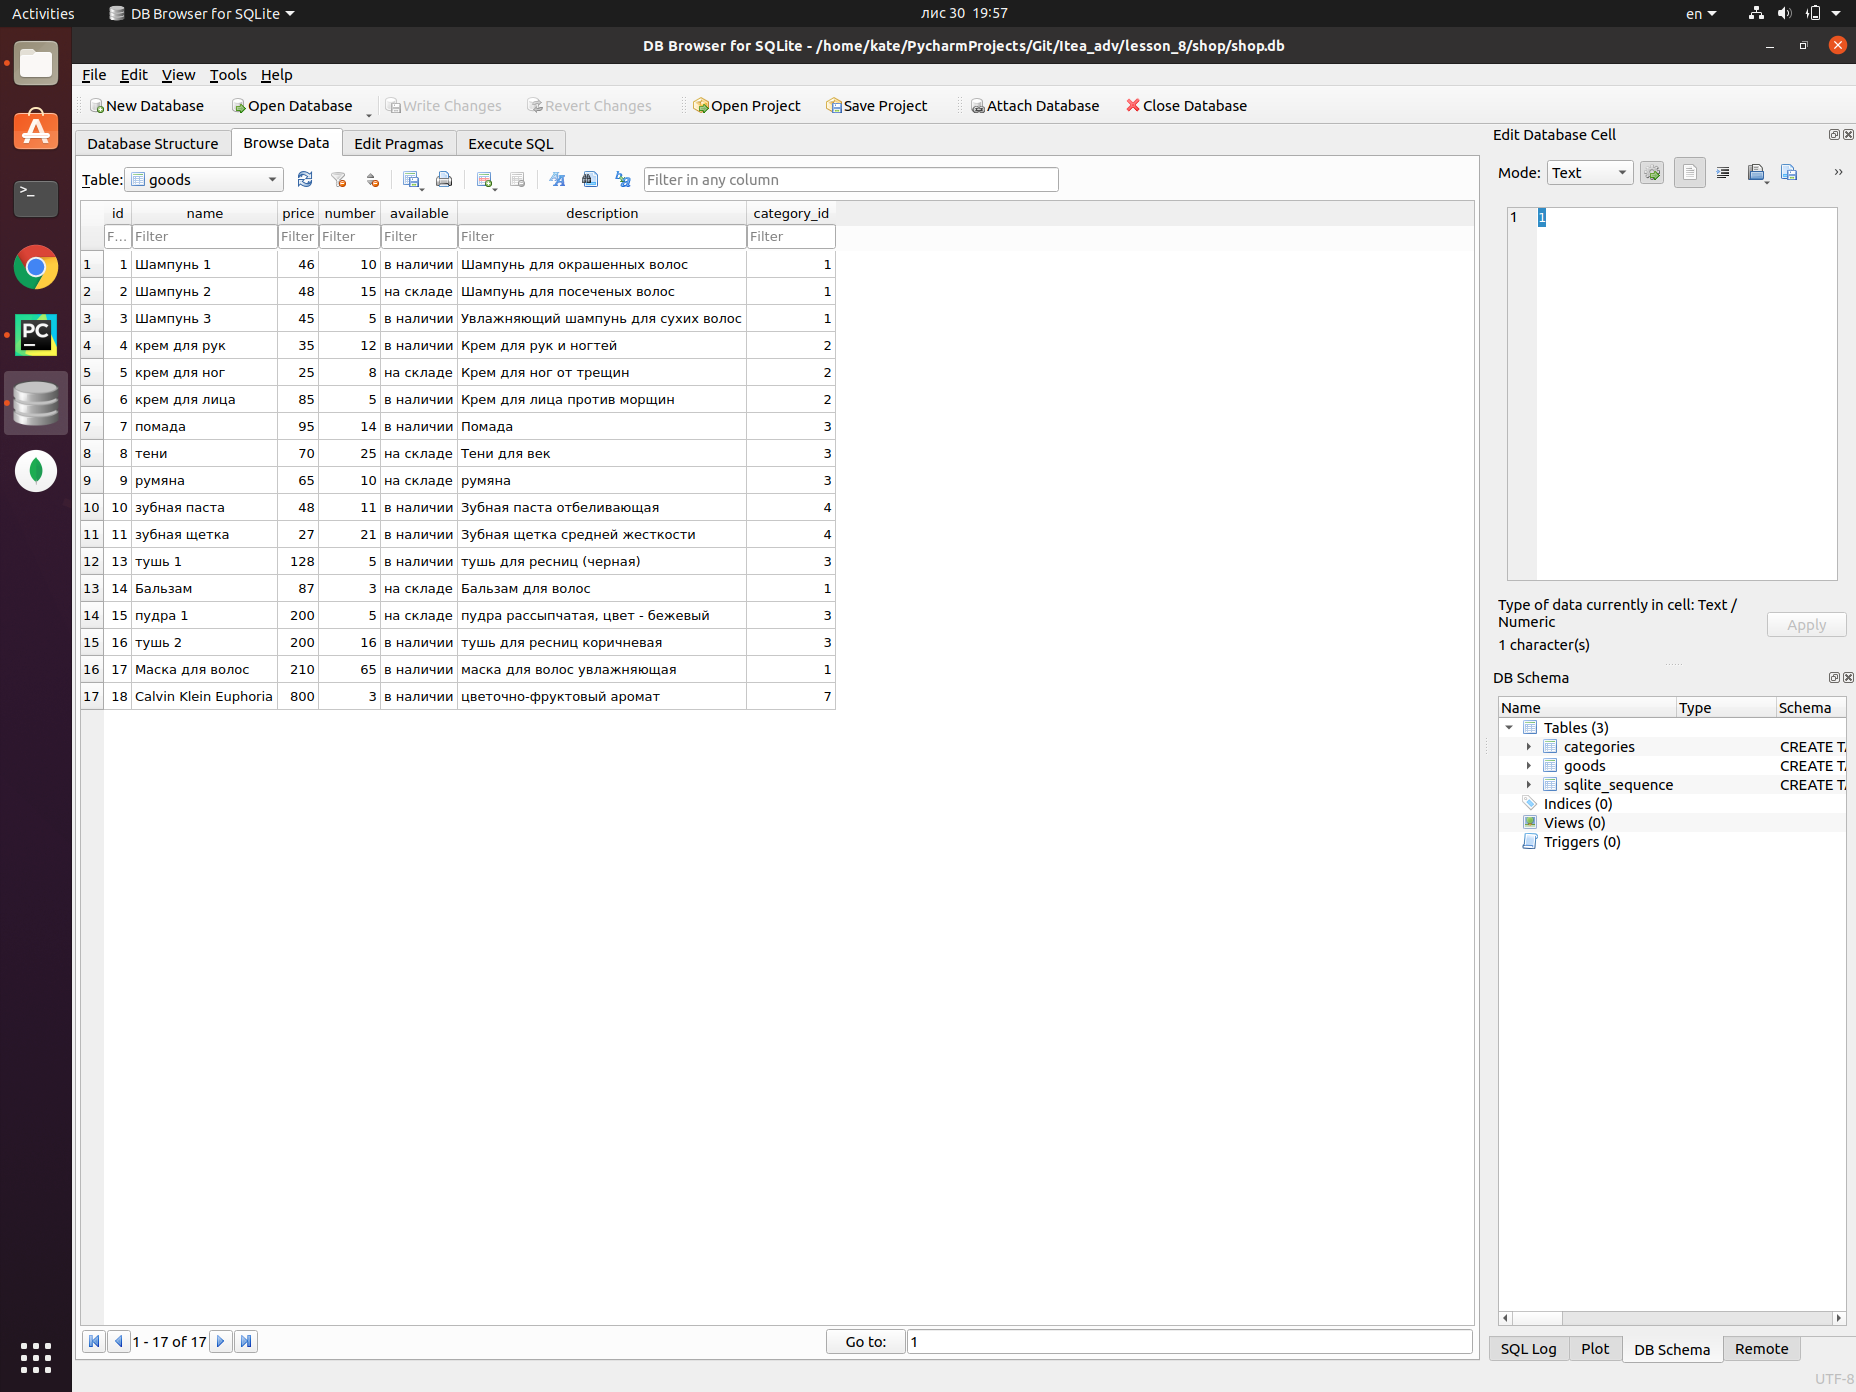 Activities DB Browser for SQLite лис 30 19:57 en
DB Browser for SQLite - /home/kate/PycharmProjects/Git/Itea_adv/lesson_8/shop/shop.db
File Edit View Tools Help
New Database Open Database Write Changes Revert Changes Open Project Save Project Attach Database Close Database
Database Structure Browse Data Edit Pragmas Execute SQL
Table: goods Filter in any column
id name price number available description category_id
F... Filter Filter Filter Filter Filter Filter
1 1 Шампунь 1 46 10 в наличии Шампунь для окрашенных волос 1
2 2 Шампунь 2 48 15 на складе Шампунь для посеченых волос 1
3 3 Шампунь 3 45 5 в наличии Увлажняющий шампунь для сухих волос 1
4 4 крем для рук 35 12 в наличии Крем для рук и ногтей 2
5 5 крем для ног 25 8 на складе Крем для ног от трещин 2
6 6 крем для лица 85 5 в наличии Крем для лица против морщин 2
7 7 помада 95 14 в наличии Помада 3
8 8 тени 70 25 на складе Тени для век 3
9 9 румяна 65 10 на складе румяна 3
10 10 зубная паста 48 11 в наличии Зубная паста отбеливающая 4
11 11 зубная щетка 27 21 в наличии Зубная щетка средней жесткости 4
12 13 тушь 1 128 5 в наличии тушь для ресниц (черная) 3
13 14 Бальзам 87 3 на складе Бальзам для волос 1
14 15 пудра 1 200 5 на складе пудра рассыпчатая, цвет - бежевый 3
15 16 тушь 2 200 16 в наличии тушь для ресниц коричневая 3
16 17 Маска для волос 210 65 в наличии маска для волос увлажняющая 1
17 18 Calvin Klein Euphoria 800 3 в наличии цветочно-фруктовый аромат 7
1 - 17 of 17 Go to: 1
Edit Database Cell
Mode: Text
1 1
Type of data currently in cell: Text /
Numeric
Apply
1 character(s)
DB Schema
Name Type Schema
Tables (3)
categories CREATE TA
goods CREATE TA
sqlite_sequence CREATE TA
Indices (0)
Views (0)
Triggers (0)
SQL Log Plot DB Schema Remote
UTF-8
PC